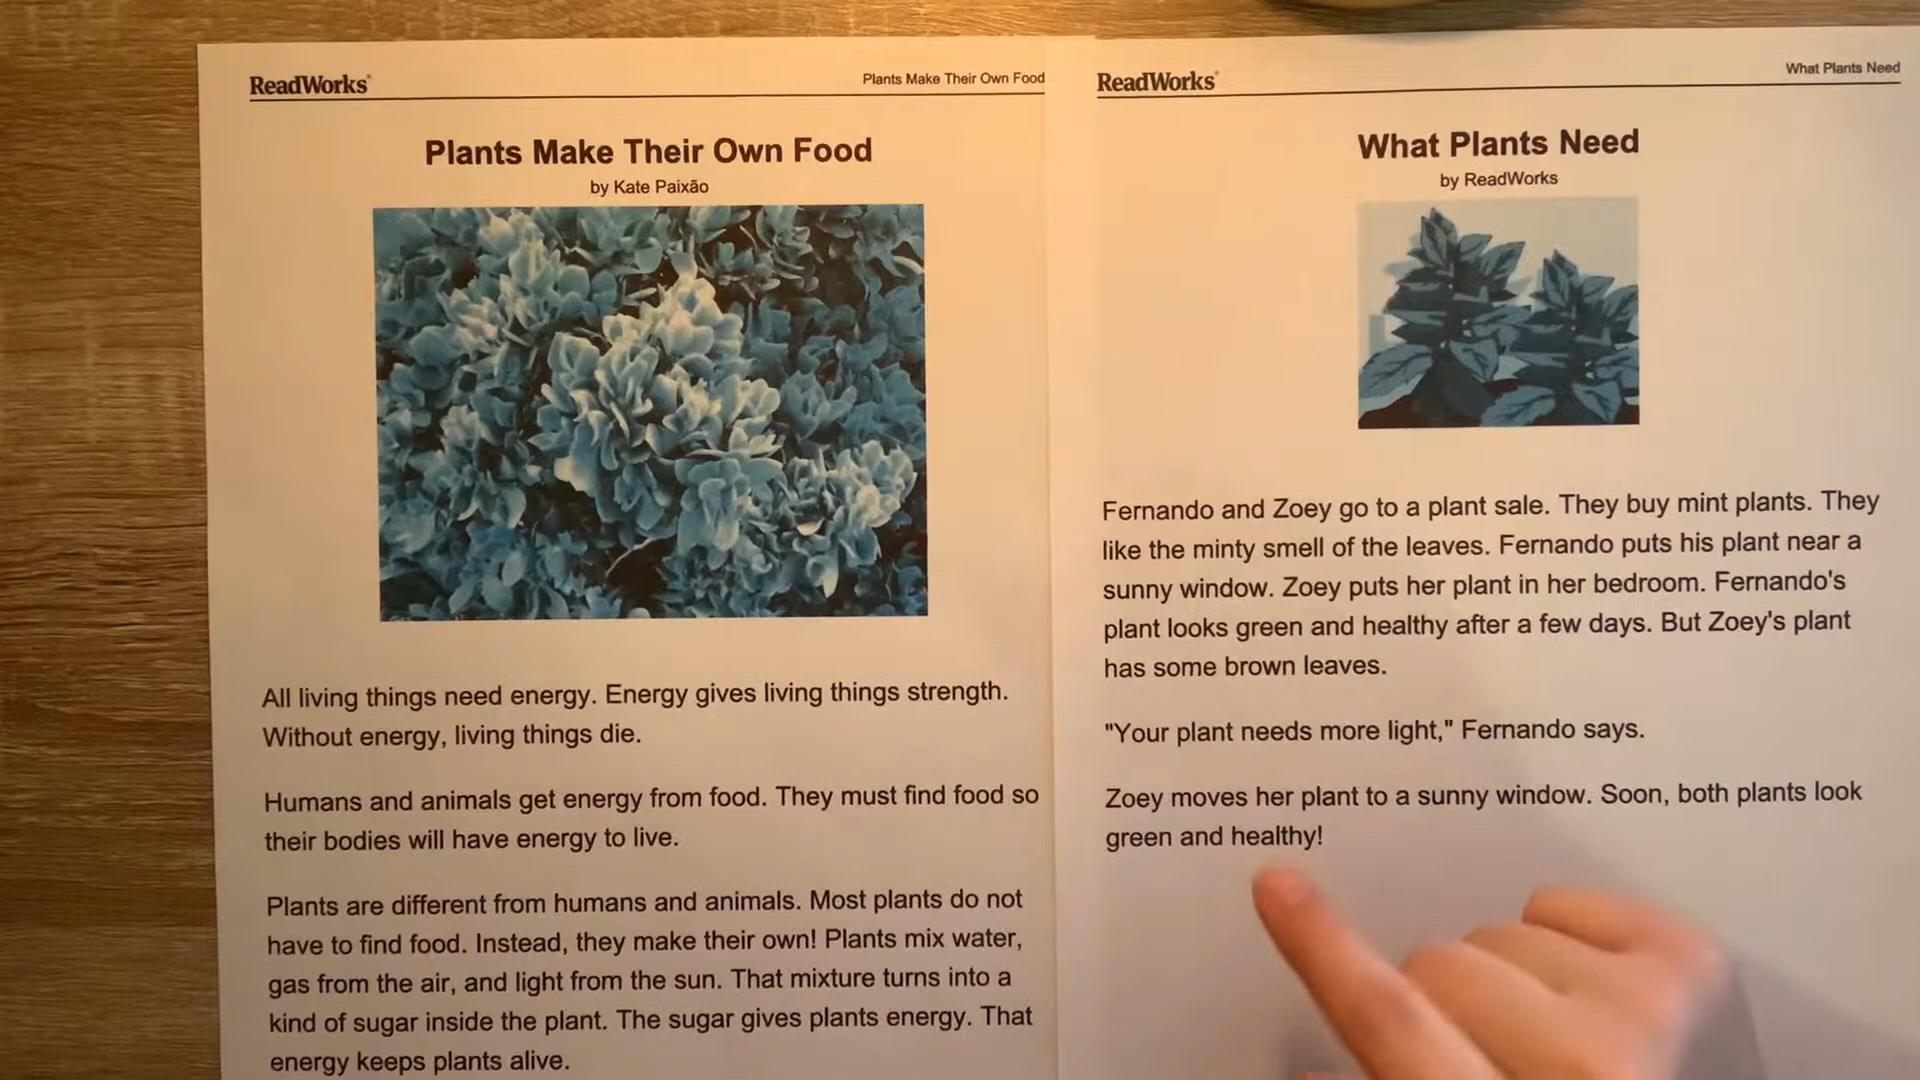 ReadWorks®
Plants Make Their Own Food
Plants Make Their Own Food
by Kate Paixão
All living things need energy. Energy gives living things strength.
Without energy, living things die.
Humans and animals get energy from food. They must find food so
their bodies will have energy to live.
Plants are different from humans and animals. Most plants do not
have to find food. Instead, they make their own! Plants mix water,
gas from the air, and light from the sun. That mixture turns into a
kind of sugar inside the plant. The sugar gives plants energy. That
energy keeps plants alive.
ReadWorks®
What Plants Need
What Plants Need
by ReadWorks
Fernando and Zoey go to a plant sale. They buy mint plants. They
like the minty smell of the leaves. Fernando puts his plant near a
sunny window. Zoey puts her plant in her bedroom. Fernando's
plant looks green and healthy after a few days. But Zoey's plant
has some brown leaves.
"Your plant needs more light," Fernando says.
Zoey moves her plant to a sunny window. Soon, both plants look
green and healthy!